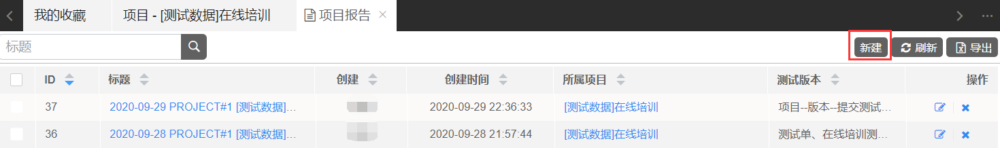 我的收藏 项目 - [测试数据]在线培训 项目报告
标题 新建 刷新 导出
ID 标题 创建 创建时间 所属项目 测试版本 操作
37 2020-09-29 PROJECT#1 [测试数据]... 2020-09-29 22:36:33 [测试数据]在线培训 项目--版本--提交测试...
36 2020-09-28 PROJECT#1 [测试数据]... 2020-09-28 21:57:44 [测试数据]在线培训 测试单、在线培训测...